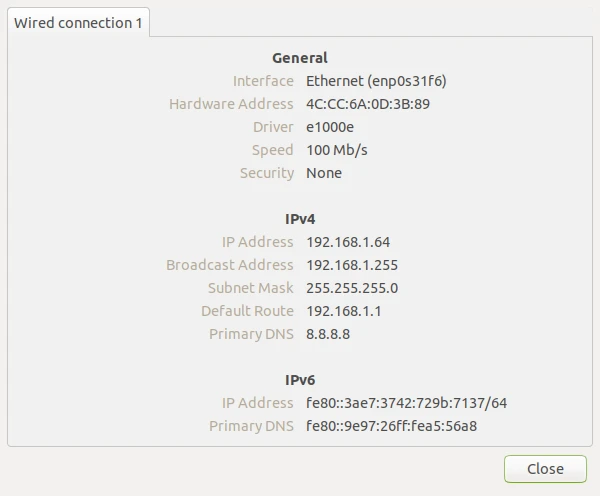 Wired connection 1
General
Interface Ethernet (enp0s31f6)
Hardware Address 4C:CC:6A:0D:3B:89
Driver e1000e
Speed 100 Mb/s
Security None
IPv4
IP Address 192.168.1.64
Broadcast Address 192.168.1.255
Subnet Mask 255.255.255.0
Default Route 192.168.1.1
Primary DNS 8.8.8.8
IPv6
IP Address fe80::3ae7:3742:729b:7137/64
Primary DNS fe80::9e97:26ff:fea5:56a8
Close